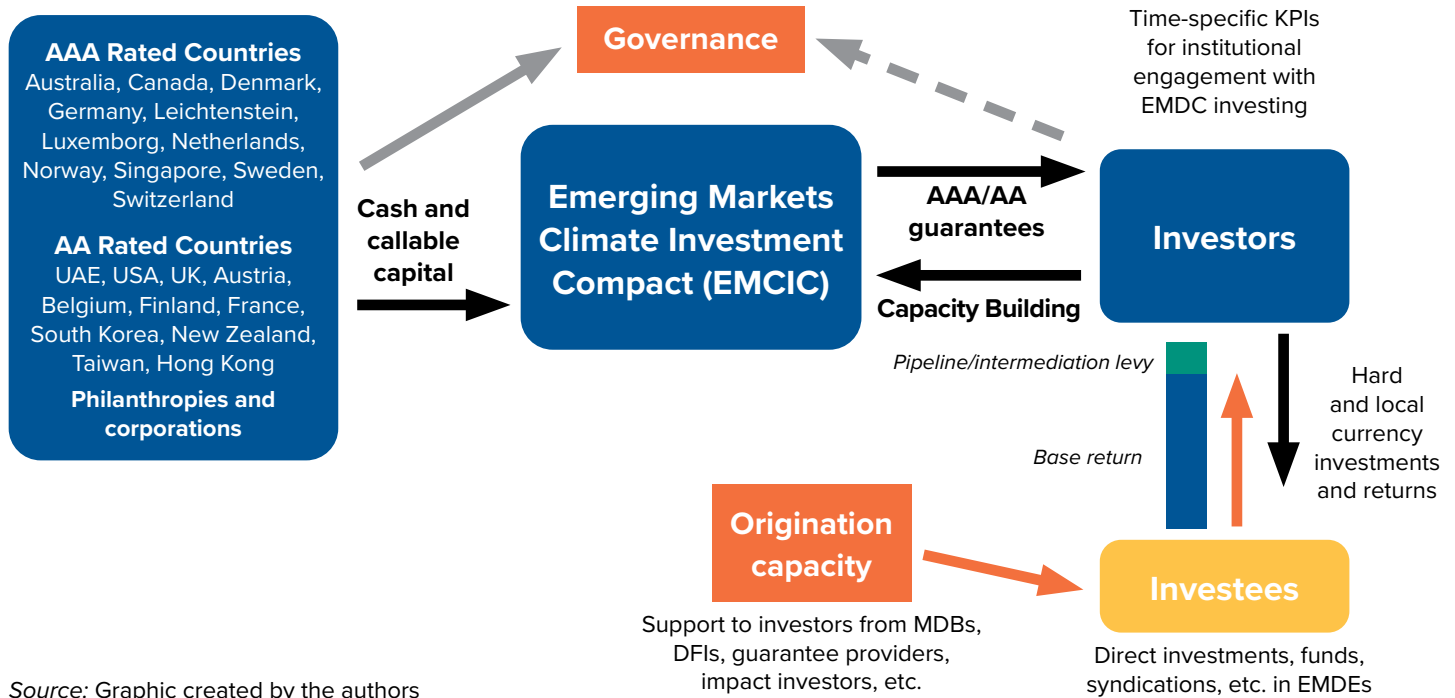 AAA Rated Countries
Australia, Canada, Denmark,
Germany, Leichtenstein,
Luxemborg, Netherlands,
Norway, Singapore, Sweden,
Switzerland
AA Rated Countries
UAE, USA, UK, Austria,
Belgium, Finland, France,
South Korea, New Zealand,
Taiwan, Hong Kong
Philanthropies and
corporations
Cash and
callable
capital
Governance
Emerging Markets
Climate Investment
Compact (EMCIC)
AAA/AA
guarantees
Capacity Building
Time-specific KPIs
for institutional
engagement with
EMDC investing
Investors
Pipeline/intermediation levy
Base return
Hard
and local
currency
investments
and returns
Origination
capacity
Support to investors from MDBs,
DFIs, guarantee providers,
impact investors, etc.
Investees
Direct investments, funds,
syndications, etc. in EMDEs
Source: Graphic created by the authors